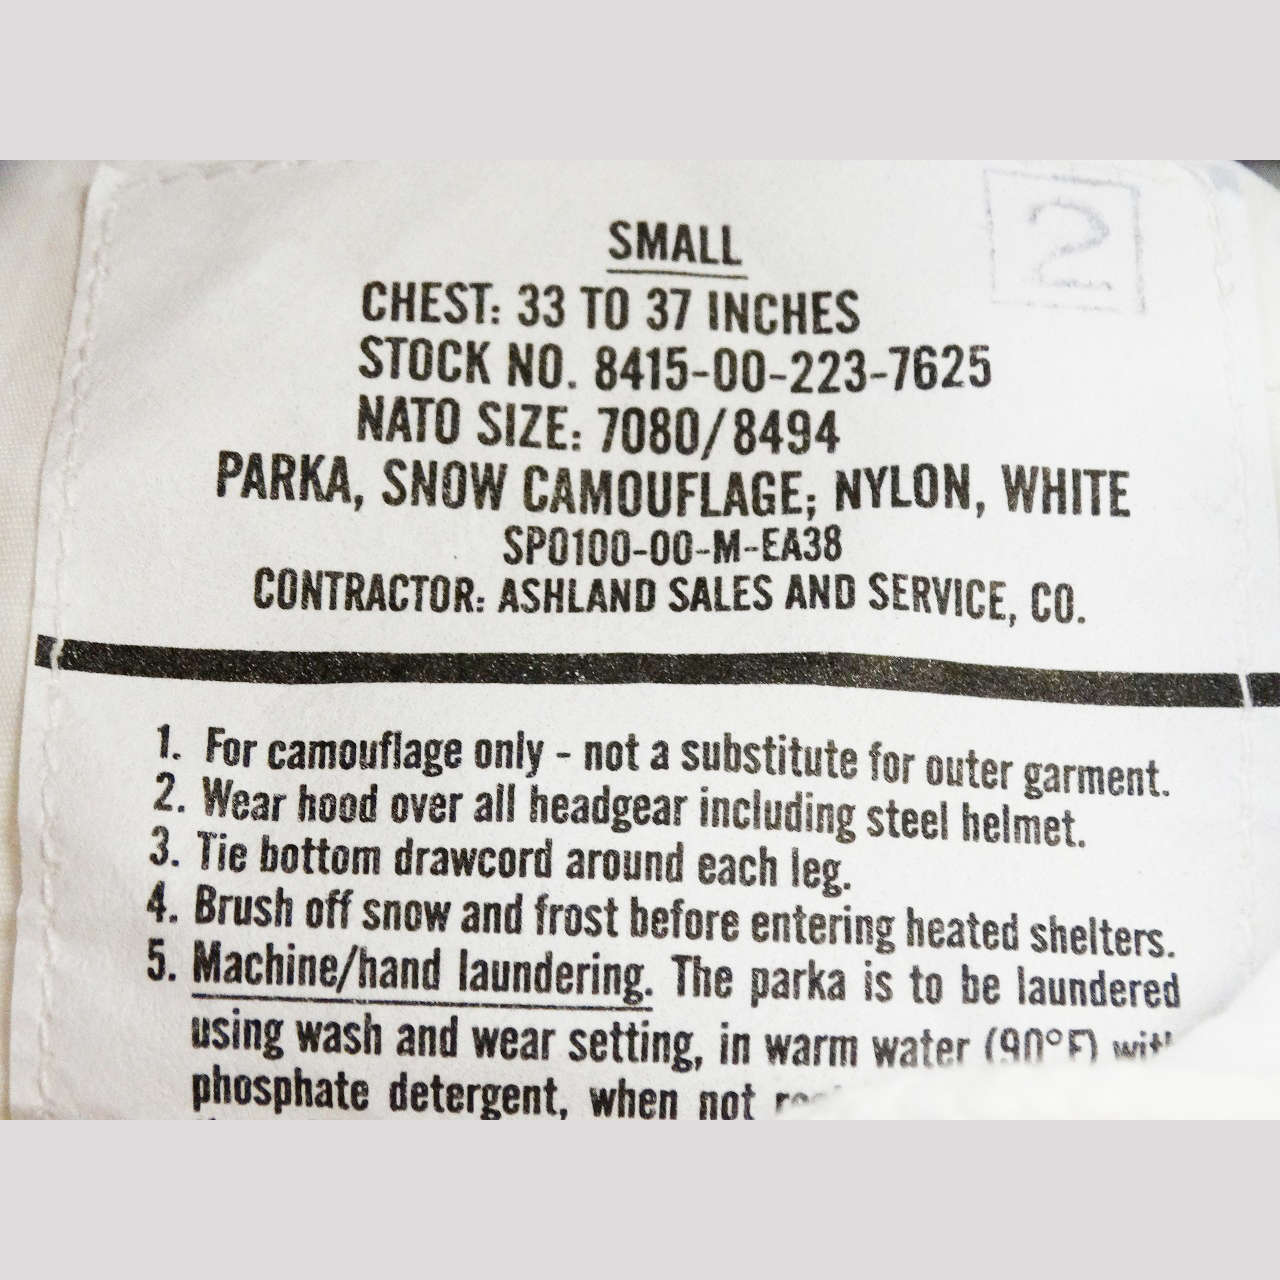 2
SMALL
CHEST: 33 TO 37 INCHES
STOCK NO. 8415-00-223-7625
NATO SIZE: 7080/8494
PARKA, SNOW CAMOUFLAGE; NYLON, WHITE
SP0100-00-M-EA38
CONTRACTOR: ASHLAND SALES AND SERVICE, CO.
1. For camouflage only - not a substitute for outer garment.
2. Wear hood over all headgear including steel helmet.
3. Tie bottom drawcord around each leg.
4. Brush off snow and frost before entering heated shelters.
5. Machine/hand laundering. The parka is to be laundered
using wash and wear setting, in warm water (90°F) with
phosphate detergent, when not